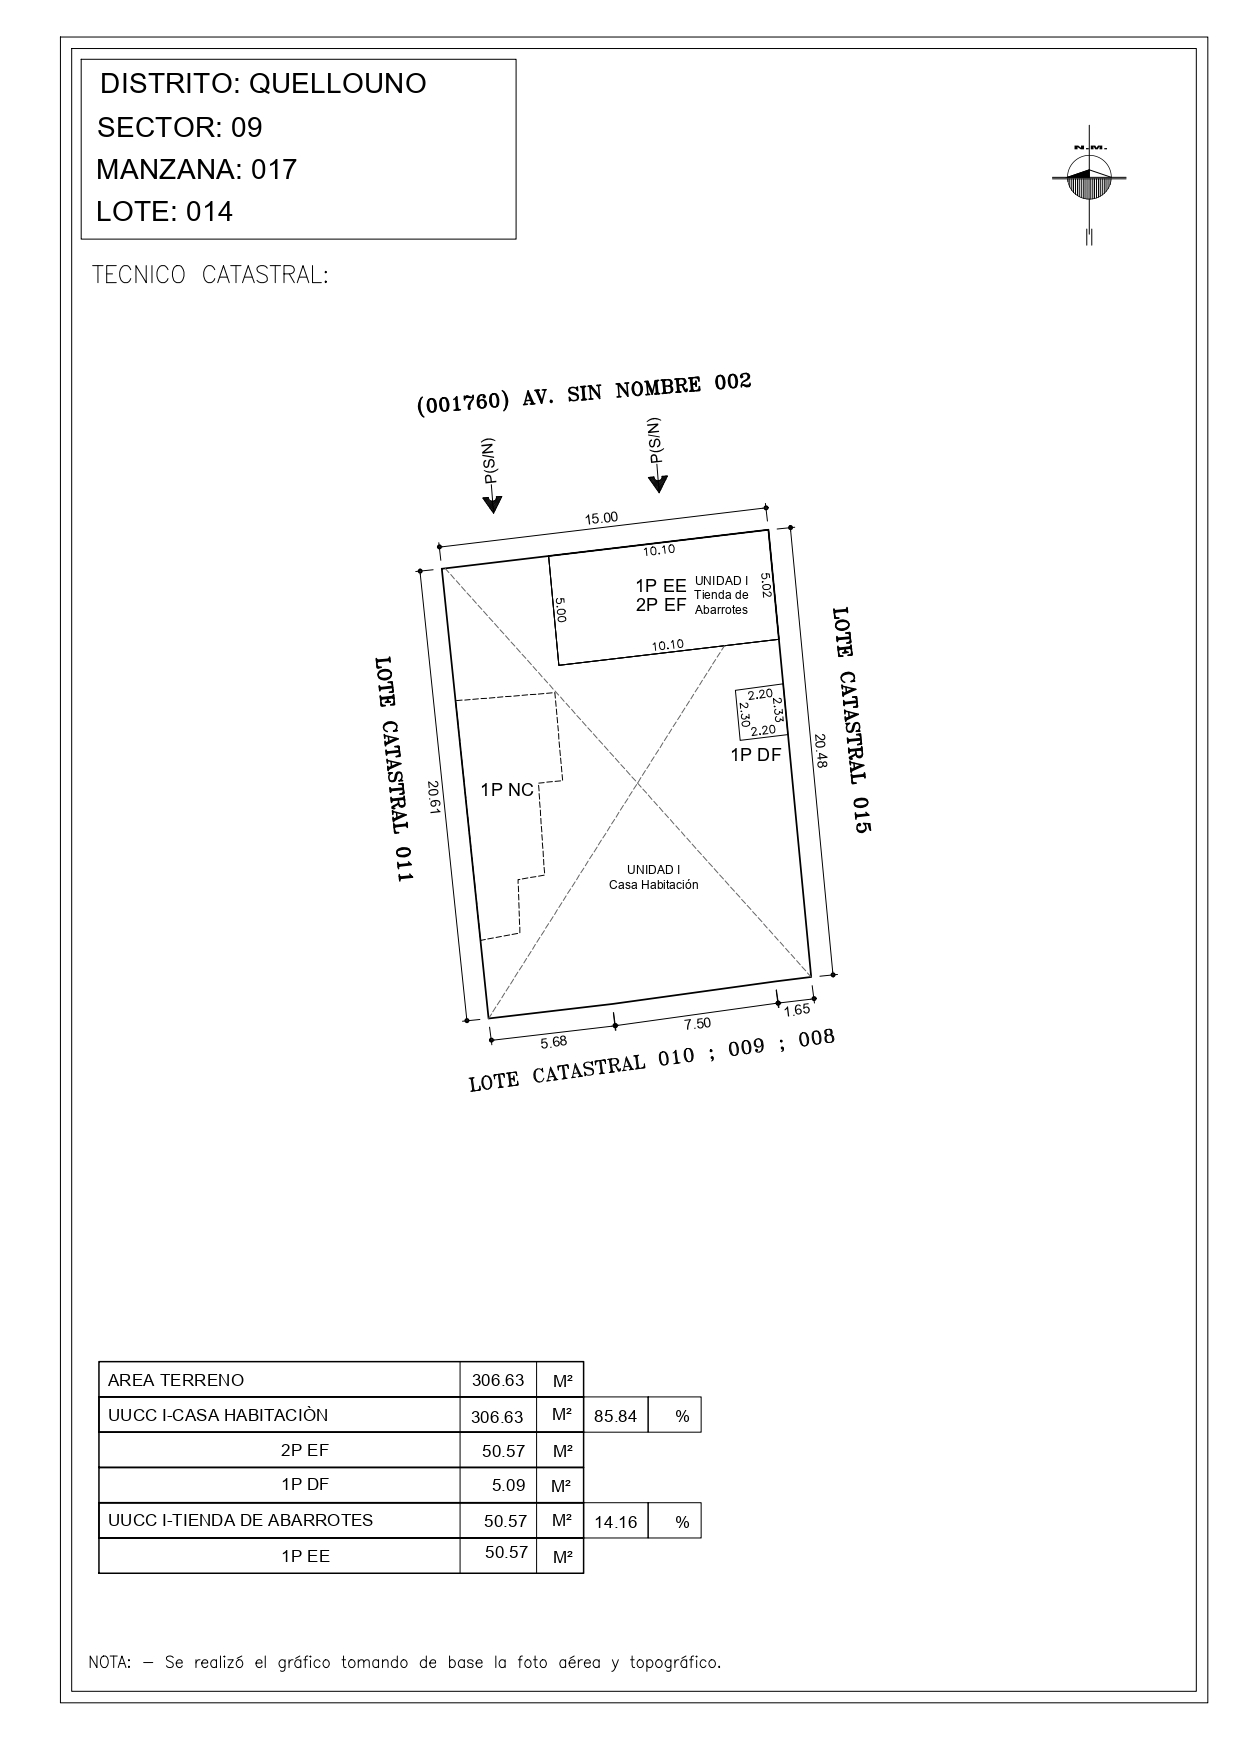 DISTRITO: QUELLOUNO
SECTOR: 09
MANZANA: 017
LOTE: 014
N.M.
TECNICO CATASTRAL:
(001760) AV. SIN NOMBRE 002
P(S/N)
P(S/N)
15.00
10.10
1P EE
2P EF
UNIDAD I
Tienda de
Abarrotes
5.02
5.00
10.10
LOTE CATASTRAL 011
20.61
LOTE CATASTRAL 015
20.48
2.20
2.30
2.33
2.20
1P DF
1P NC
UNIDAD I
Casa Habitación
5.68
7.50
1.65
LOTE CATASTRAL 010 ; 009 ; 008
AREA TERRENO 306.63 M²
UUCC I-CASA HABITACIÒN 306.63 M² 85.84 %
2P EF 50.57 M²
1P DF 5.09 M²
UUCC I-TIENDA DE ABARROTES 50.57 M² 14.16 %
1P EE 50.57 M²
NOTA: – Se realizó el gráfico tomando de base la foto aérea y topográfico.